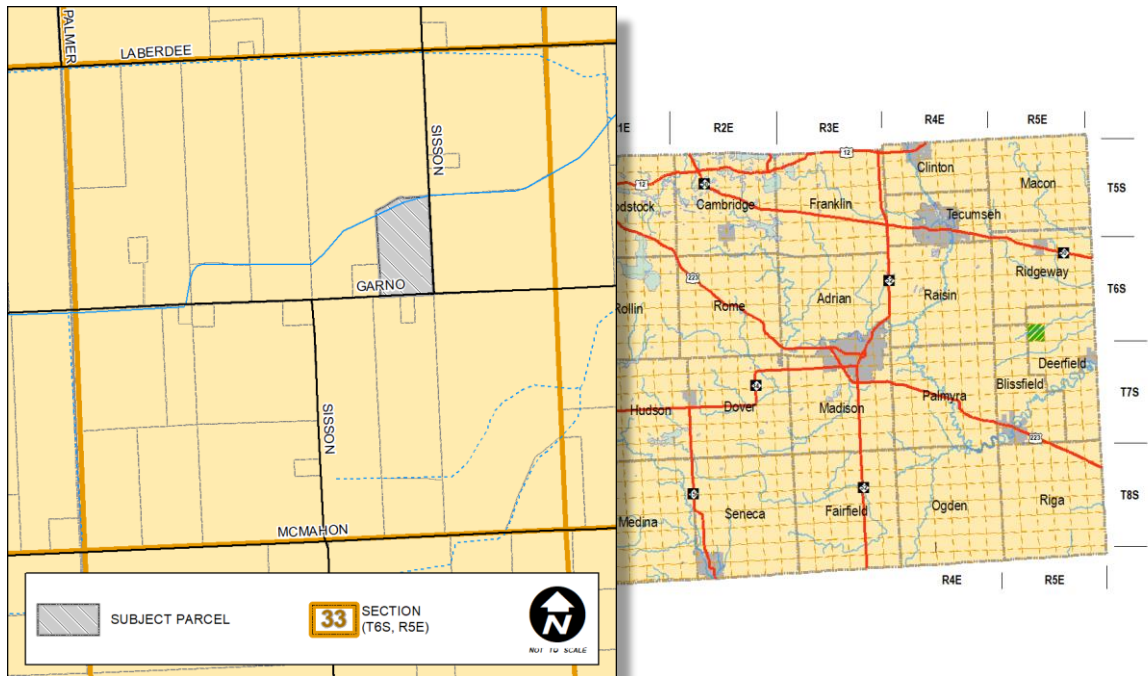 PALMER
LABERDEE
SISSON
GARNO
SISSON
MCMAHON
SUBJECT PARCEL
33
SECTION
(T6S, R5E)
N
NOT TO SCALE
R1E
R2E
R3E
R4E
R5E
12
12
Clinton
Macon
T5S
odstock
Cambridge
Franklin
Tecumseh
Ridgeway
223
T6S
Rollin
Rome
Adrian
Raisin
Deerfield
Blissfield
T7S
Hudson
Dover
Madison
Palmyra
223
Medina
Seneca
Fairfield
Ogden
Riga
T8S
R4E
R5E